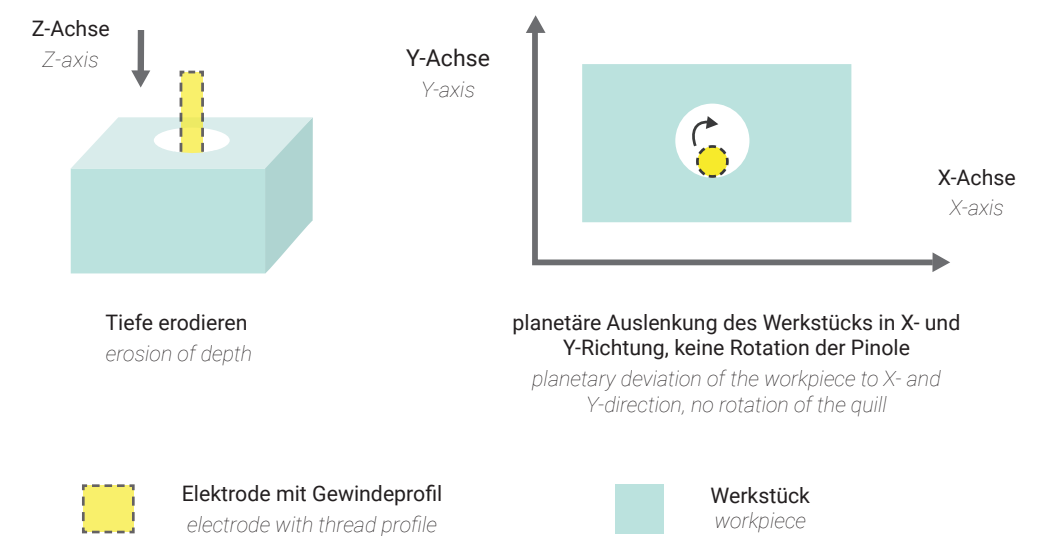 Z-Achse
Z-axis
Y-Achse
Y-axis
X-Achse
X-axis
Tiefe erodieren
erosion of depth
planetäre Auslenkung des Werkstücks in X- und
Y-Richtung, keine Rotation der Pinole
planetary deviation of the workpiece to X- and
Y-direction, no rotation of the quill
Elektrode mit Gewindeprofil
electrode with thread profile
Werkstück
workpiece